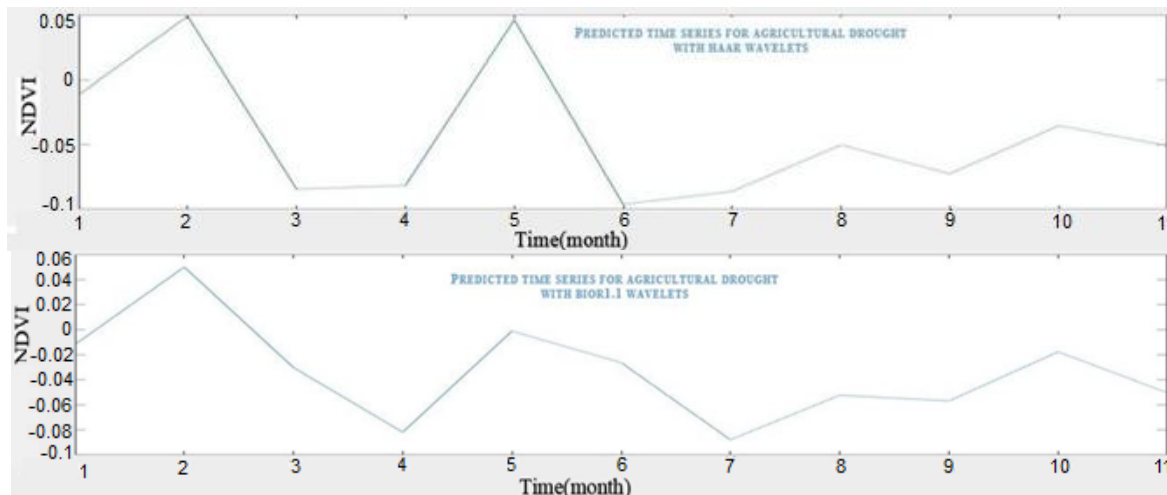 0.05
PREDICTED TIME SERIES FOR AGRICULTURAL DROUGHT
WITH HAAR WAVELETS
0
NDVI
-0.05
-0.1
1 2 3 4 5 6 7 8 9 10 1
Time(month)
0.06
0.04
PREDICTED TIME SERIES FOR AGRICULTURAL DROUGHT
WITH BIOR1.1 WAVELETS
0.02
0
NDVI
-0.02
-0.04
-0.06
-0.08
-0.1
1 2 3 4 5 6 7 8 9 10 11
Time(month)